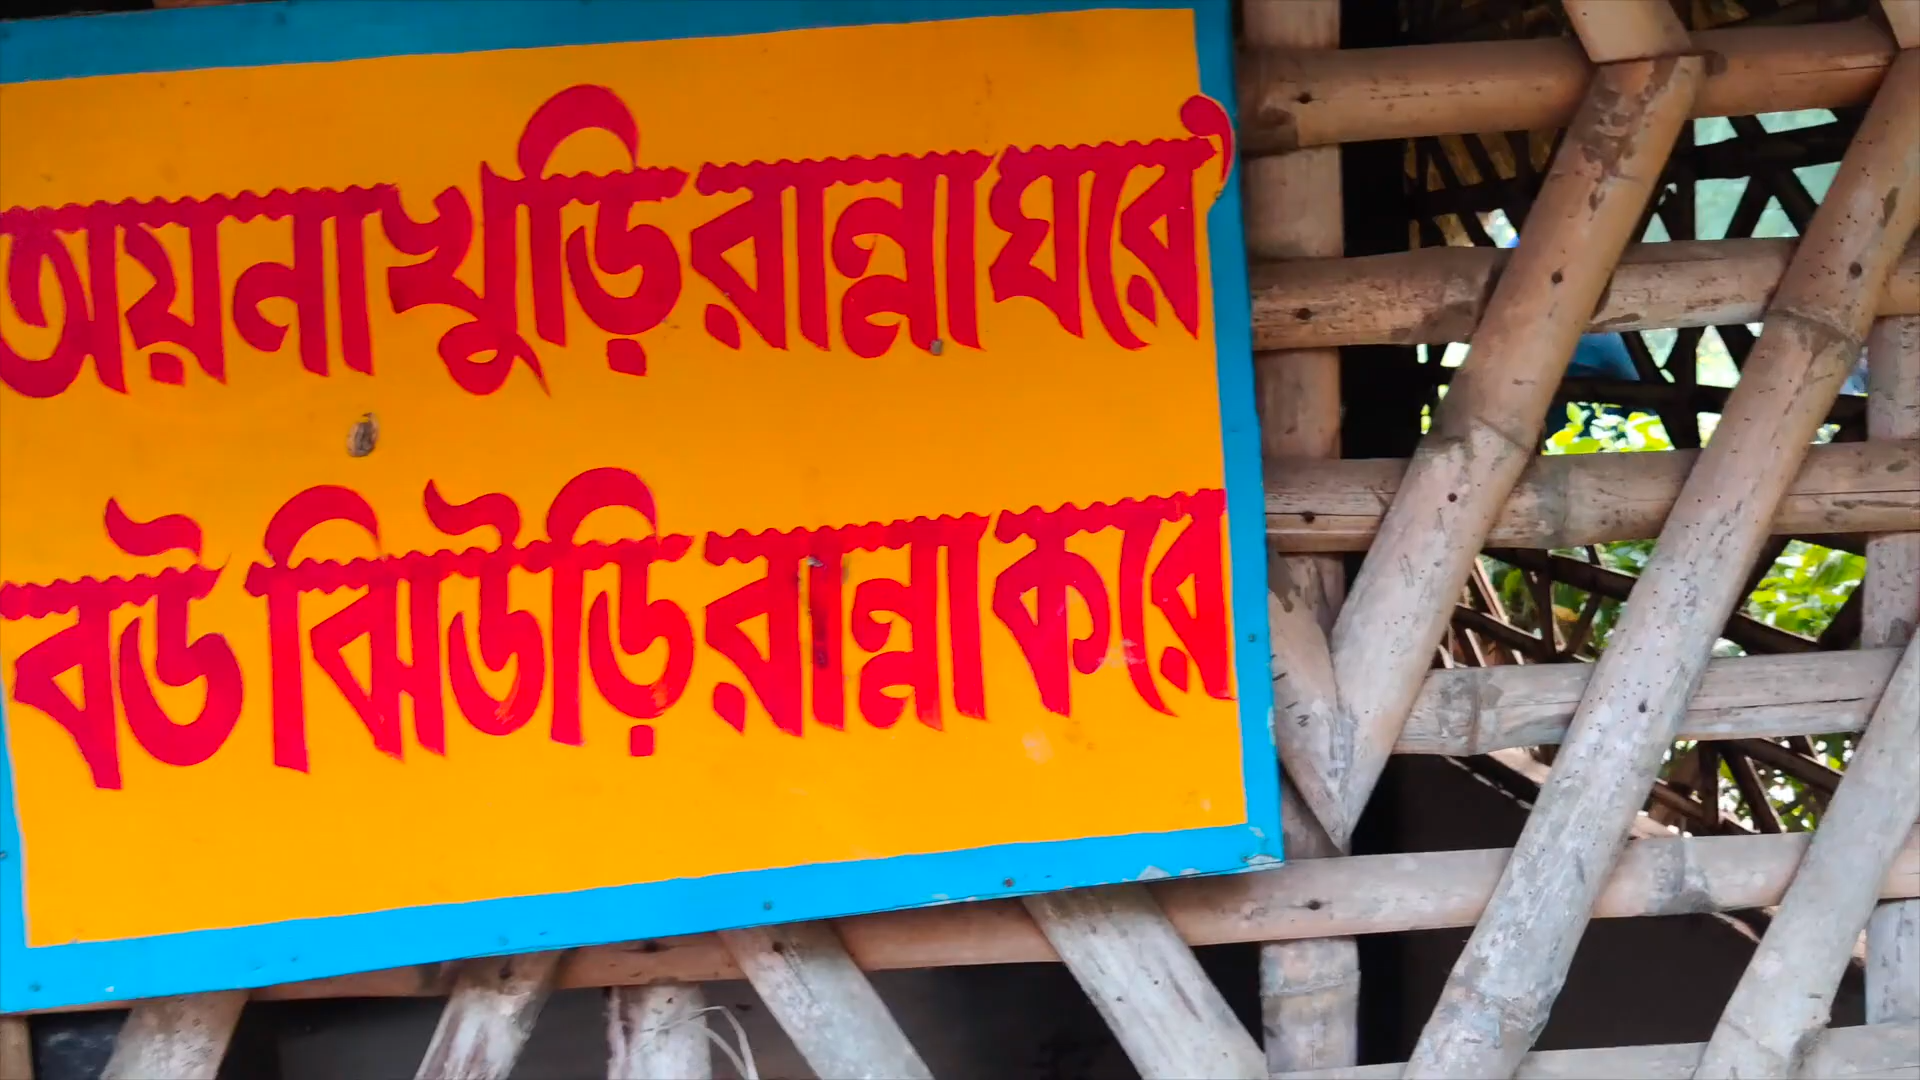 অয়না খুড়ি রান্না ঘরে’
বউ ঝিউড়ি রান্না করে